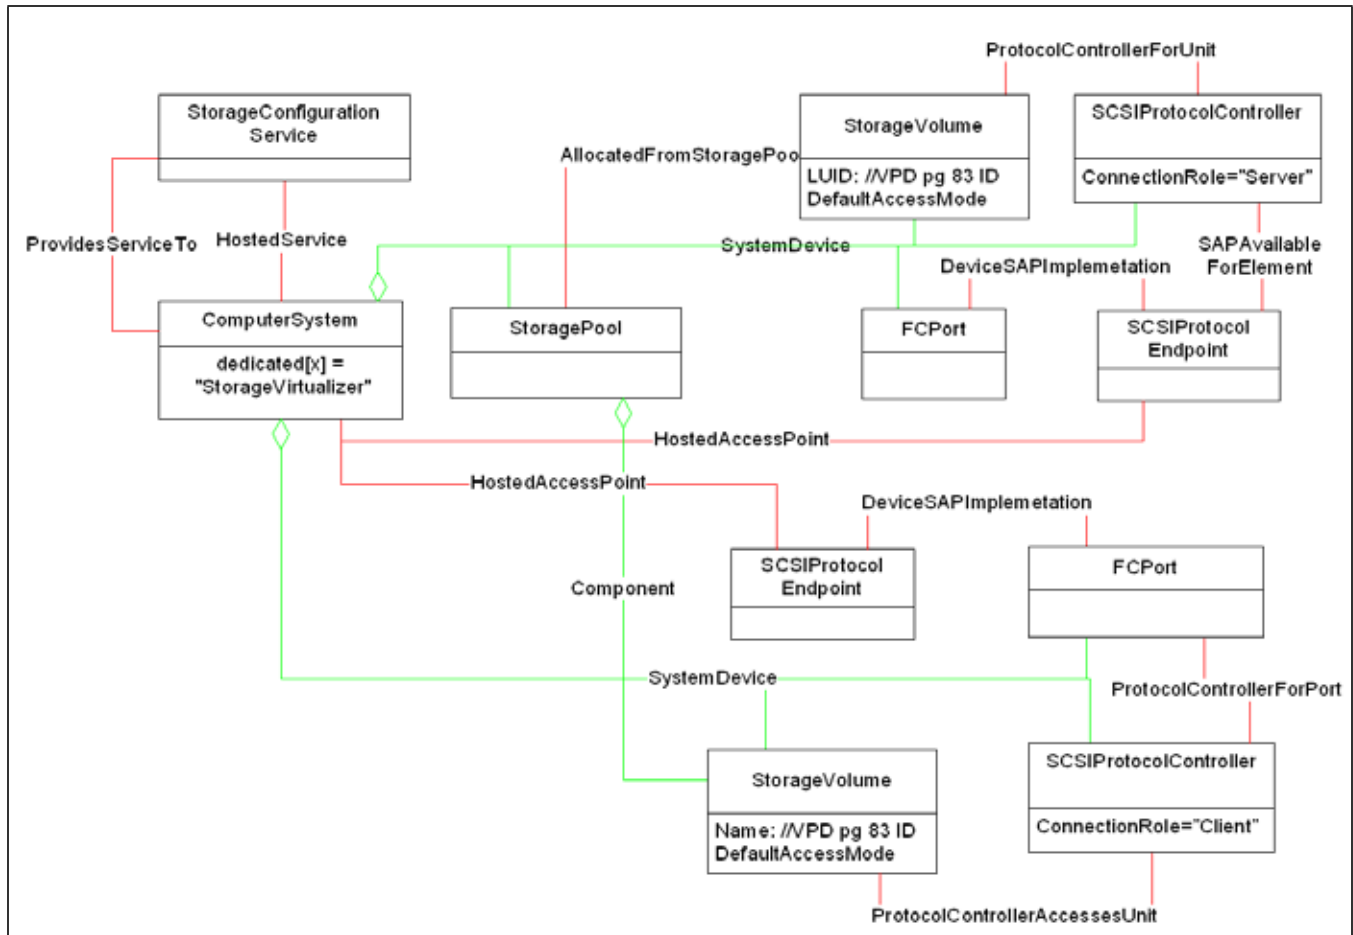 ProtocolControllerForUnit
StorageConfiguration
Service
StorageVolume
SCSIProtocolController
AllocatedFromStoragePoo
LUID: //VPD pg 83 ID
DefaultAccessMode
ConnectionRole="Server"
ProvidesServiceTo
HostedService
SystemDevice
SAPAvailable
ForElement
DeviceSAPImplemetation
ComputerSystem
StoragePool
FCPort
SCSIProtocol
Endpoint
dedicated[x] =
"StorageVirtualizer"
HostedAccessPoint
HostedAccessPoint
DeviceSAPImplemetation
SCSIProtocol
Endpoint
FCPort
Component
SystemDevice
ProtocolControllerForPort
StorageVolume
SCSIProtocolController
Name: //VPD pg 83 ID
DefaultAccessMode
ConnectionRole="Client"
ProtocolControllerAccessesUnit